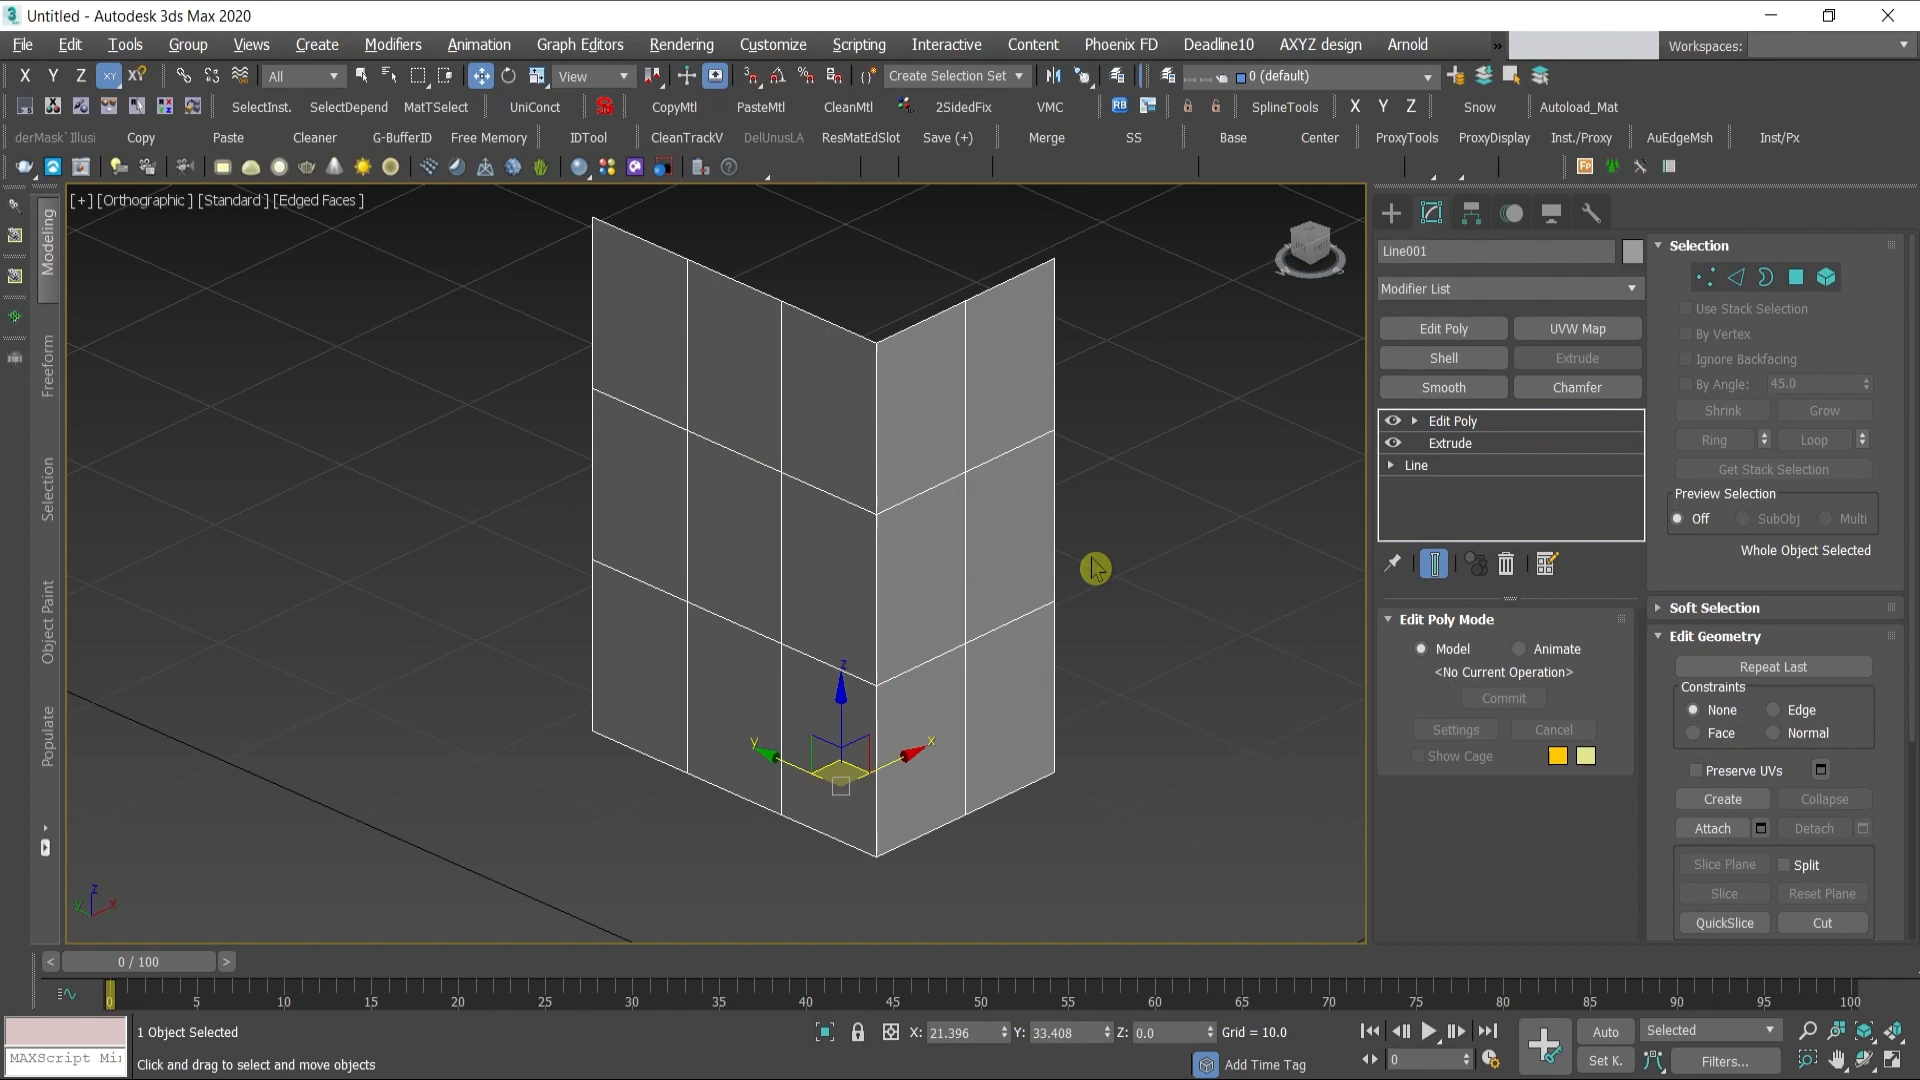 Untitled - Autodesk 3ds Max 2020
File Edit Tools Group Views Create Modifiers Animation Graph Editors Rendering Customize Scripting Interactive Content Phoenix FD Deadline10 AXYZ design Arnold » Workspaces:
X Y Z XY XY All View Create Selection Set 0 (default)
SelectInst. SelectDepend MatTSelect UniConct CopyMtl PasteMtl CleanMtl 2SidedFix VMC RB SplineTools X Y Z Snow Autoload_Mat
derMask`Illusi Copy Paste Cleaner G-BufferID Free Memory IDTool CleanTrackV DelUnusLA ResMatEdSlot Save (+) Merge SS Base Center ProxyTools ProxyDisplay Inst./Proxy AuEdgeMsh Inst/Px
[+] [Orthographic ] [Standard ] [Edged Faces ]
Modeling
Freeform
Selection
Object Paint
Populate
z
y
x
z
y
x
Line001
Modifier List
Edit Poly UVW Map
Shell Extrude
Smooth Chamfer
Edit Poly
Extrude
Line
Edit Poly Mode
Model Animate
<No Current Operation>
Commit
Settings Cancel
Show Cage
Selection
Use Stack Selection
By Vertex
Ignore Backfacing
By Angle: 45.0
Shrink Grow
Ring Loop
Get Stack Selection
Preview Selection
Off SubObj Multi
Whole Object Selected
Soft Selection
Edit Geometry
Repeat Last
Constraints
None Edge
Face Normal
Preserve UVs
Create Collapse
Attach Detach
Slice Plane Split
Slice Reset Plane
QuickSlice Cut
< 0 / 100 >
0 5 10 15 20 25 30 35 40 45 50 55 60 65 70 75 80 85 90 95 100
1 Object Selected X: 21.396 Y: 33.408 Z: 0.0 Grid = 10.0 Auto Selected
MAXScript Mi Click and drag to select and move objects Add Time Tag 0 Set K. Filters...